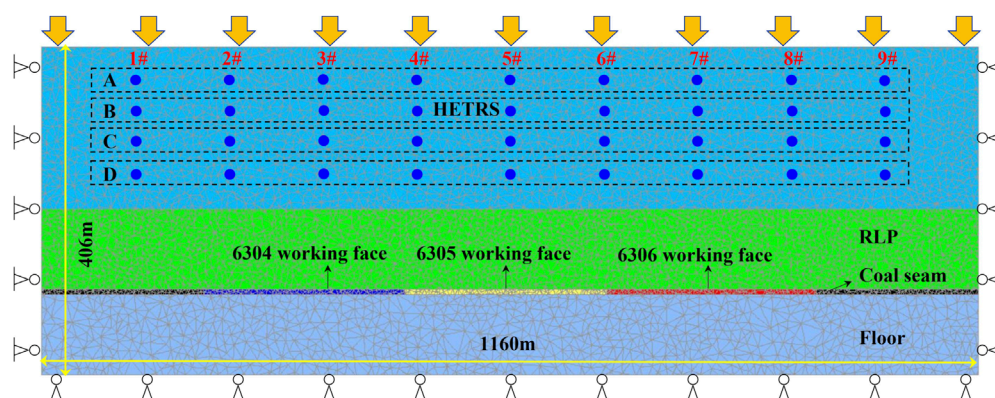 1# 2# 3# 4# 5# 6# 7# 8# 9#
A
B HETRS
C
D
406m
RLP
6304 working face 6305 working face 6306 working face
Coal seam
1160m
Floor